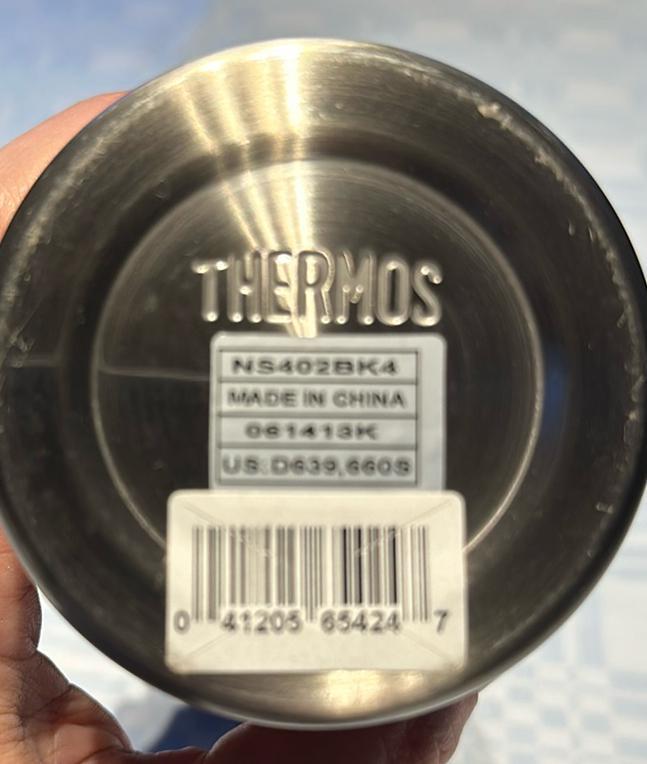 THERMOS
NS402BK4
MADE IN CHINA
061413K
US:D639,660S
0 41205 65424 7